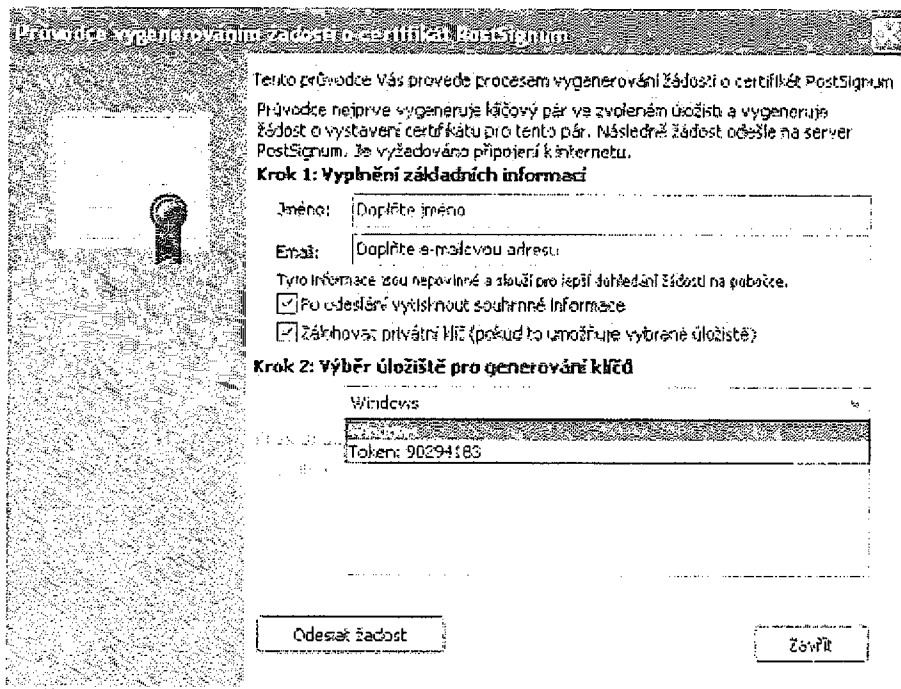 Průvodce vygenerováním žádosti o certifikát PostSignum
Tento průvodce Vás provede procesem vygenerování žádosti o certifikát PostSignum
Průvodce nejprve vygeneruje klíčový pár ve zvoleném úložišti a vygeneruje
žádost o vystavení certifikátu pro tento pár. Následně žádost odešle na server
PostSignum. Je vyžadováno připojení k internetu.
Krok 1: Vyplnění základních informací
Jméno: Doplňte jméno
Email: Doplňte e-mailovou adresu
Tyto informace jsou nepovinné a slouží pro lepší dohledání žádosti na pobočce.
Po odeslání vytisknout souhrnné informace
Zálohovat privátní klíč (pokud to umožňuje vybrané úložiště)
Krok 2: Výběr úložiště pro generování klíčů
Windows
Token: 90294183
Odeslat žádost
Zavřít